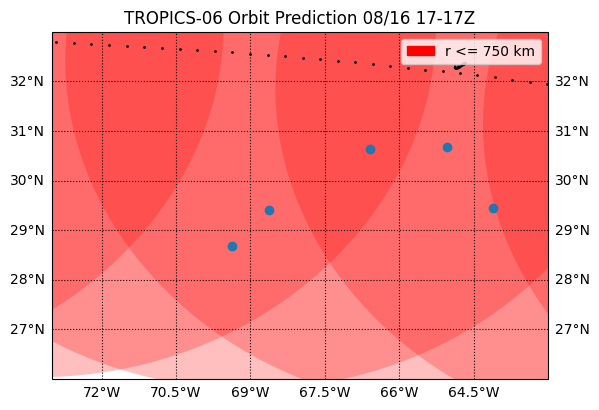 TROPICS-06 Orbit Prediction 08/16 17-17Z
r <= 750 km
32°N 32°N
31°N 31°N
30°N 30°N
29°N 29°N
28°N 28°N
27°N 27°N
72°W 70.5°W 69°W 67.5°W 66°W 64.5°W